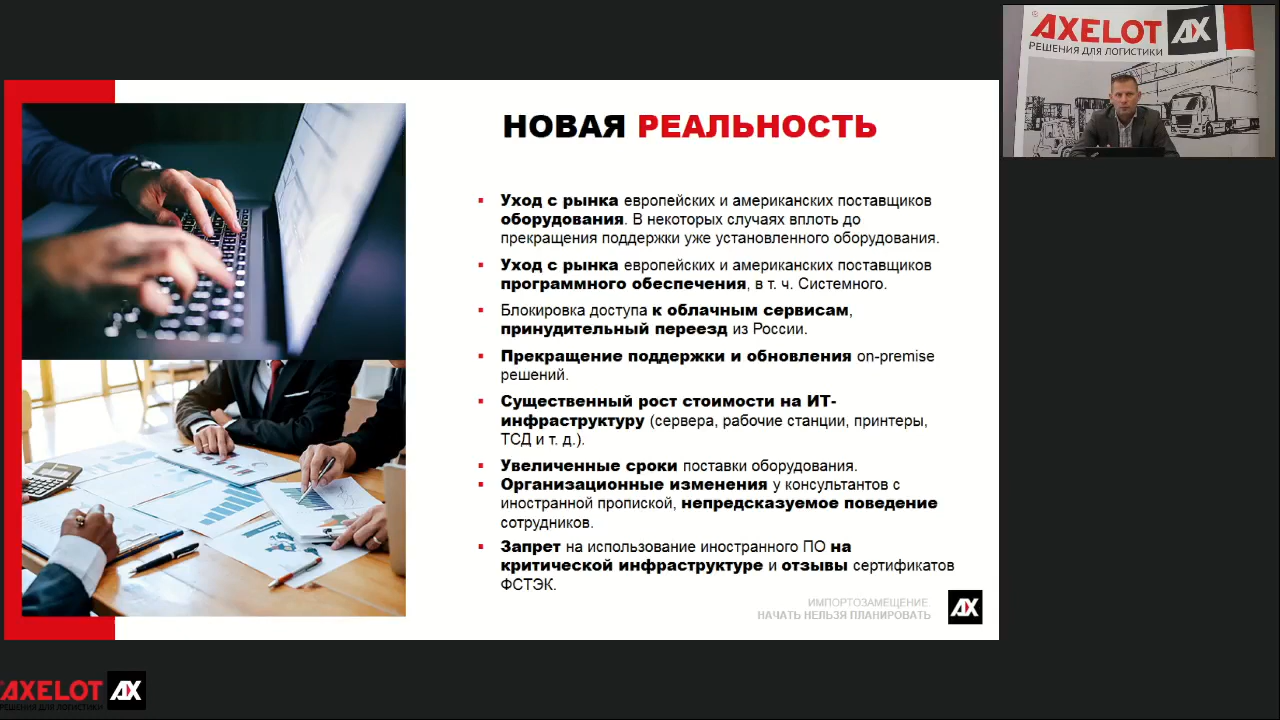 AXELOT AX
РЕШЕНИЯ ДЛЯ ЛОГИСТИКИ
НОВАЯ РЕАЛЬНОСТЬ
▪ Уход с рынка европейских и американских поставщиков
оборудования. В некоторых случаях вплоть до
прекращения поддержки уже установленного оборудования.
▪ Уход с рынка европейских и американских поставщиков
программного обеспечения, в т. ч. Системного.
▪ Блокировка доступа к облачным сервисам,
принудительный переезд из России.
▪ Прекращение поддержки и обновления on-premise
решений.
▪ Существенный рост стоимости на ИТ-
инфраструктуру (сервера, рабочие станции, принтеры,
ТСД и т. д.).
▪ Увеличенные сроки поставки оборудования.
▪ Организационные изменения у консультантов с
иностранной пропиской, непредсказуемое поведение
сотрудников.
▪ Запрет на использование иностранного ПО на
критической инфраструктуре и отзывы сертификатов
ФСТЭК.
ИМПОРТОЗАМЕЩЕНИЕ.
НАЧАТЬ НЕЛЬЗЯ ПЛАНИРОВАТЬ
AX
AXELOT AX
РЕШЕНИЯ ДЛЯ ЛОГИСТИКИ